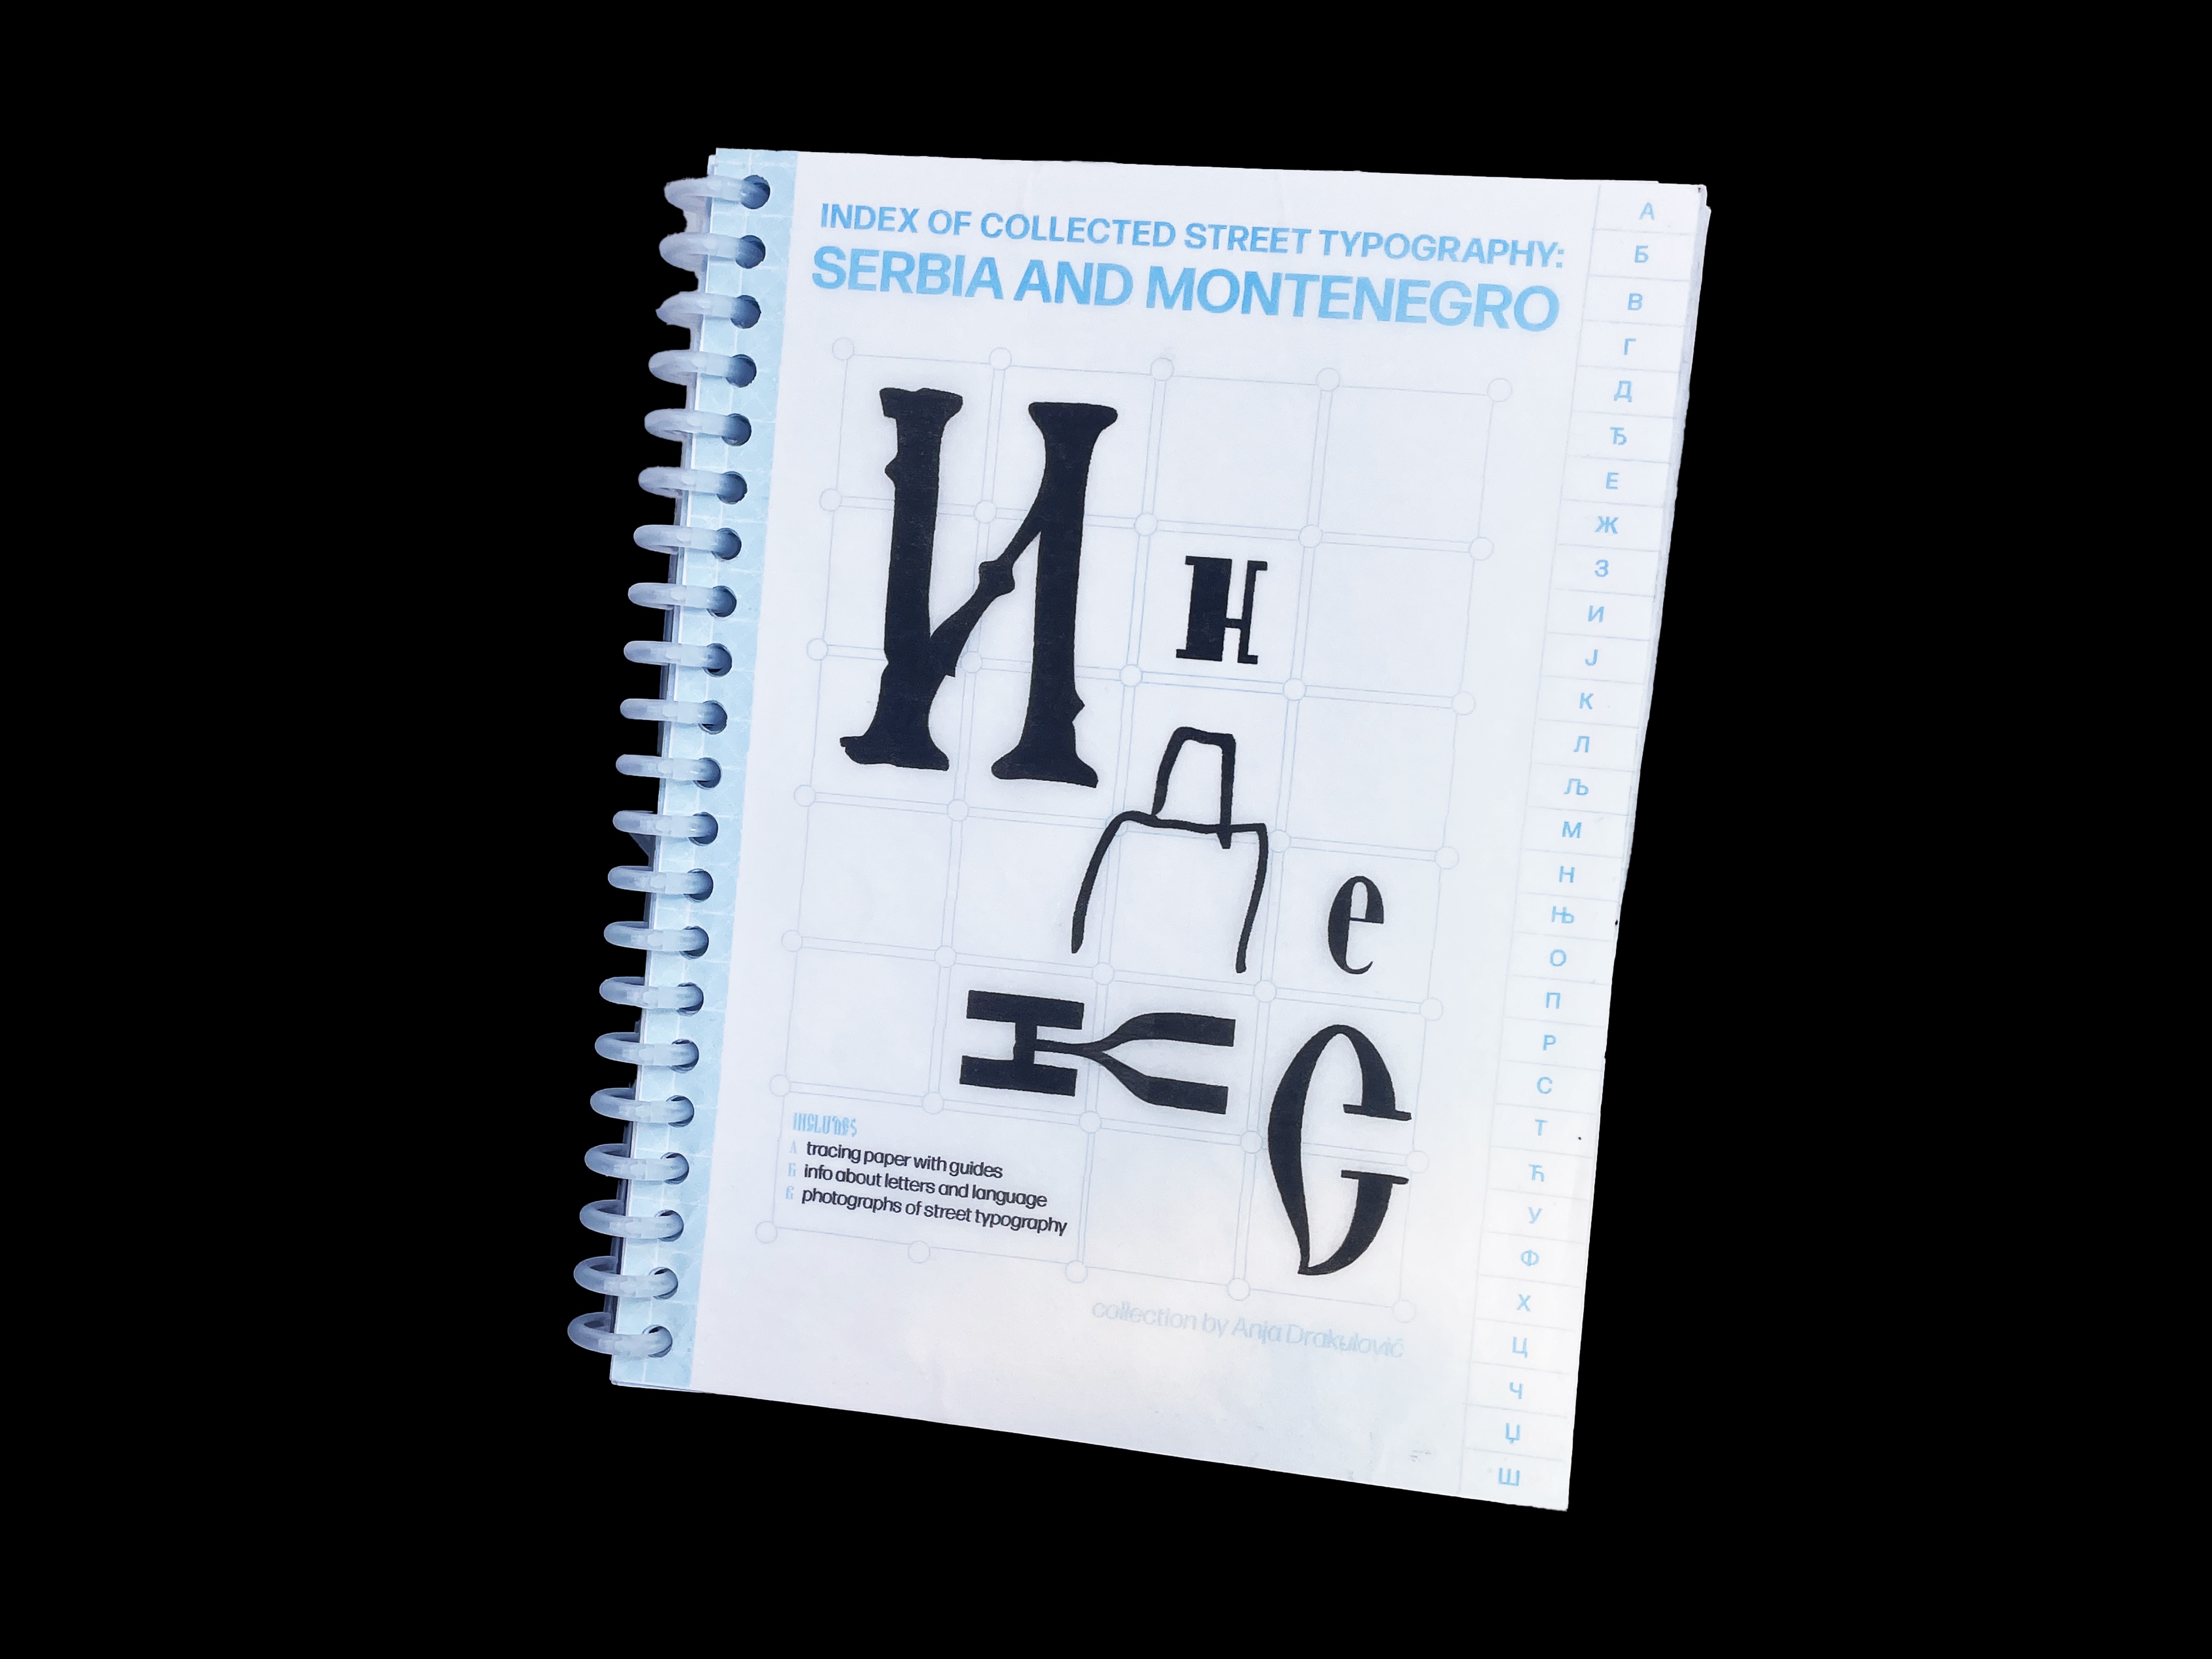 INDEX OF COLLECTED STREET TYPOGRAPHY:
SERBIA AND MONTENEGRO
И н
Д е
К С
INCLUDES
A tracing paper with guides
Б info about letters and language
photographs of street typography
collection by Anja Drakulović
А
Б
В
Г
Д
Ђ
Е
Ж
З
И
Ј
К
Л
Љ
М
Н
Њ
О
П
Р
С
Т
Ћ
У
Ф
Х
Ц
Ч
Џ
Ш